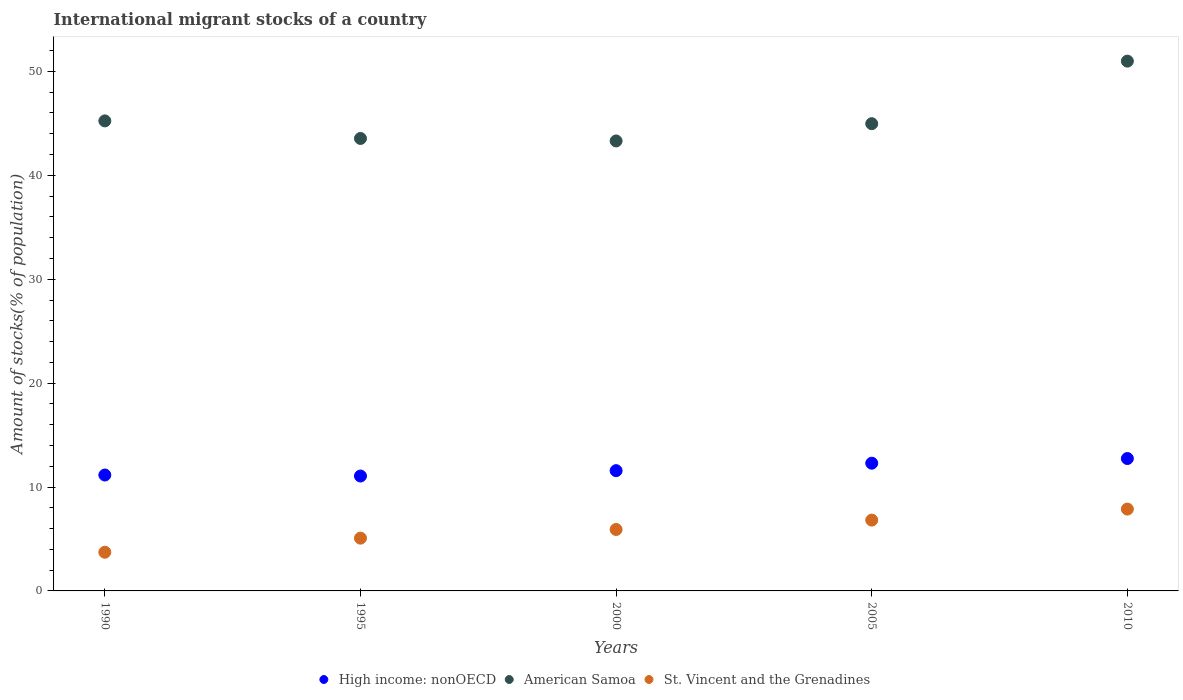 International migrant stocks of a country
Amount of stocks(% of population)
50
40
30
20
10
0
1990
1995
2000
2005
2010
Years
High income: nonOECD
American Samoa
St. Vincent and the Grenadines